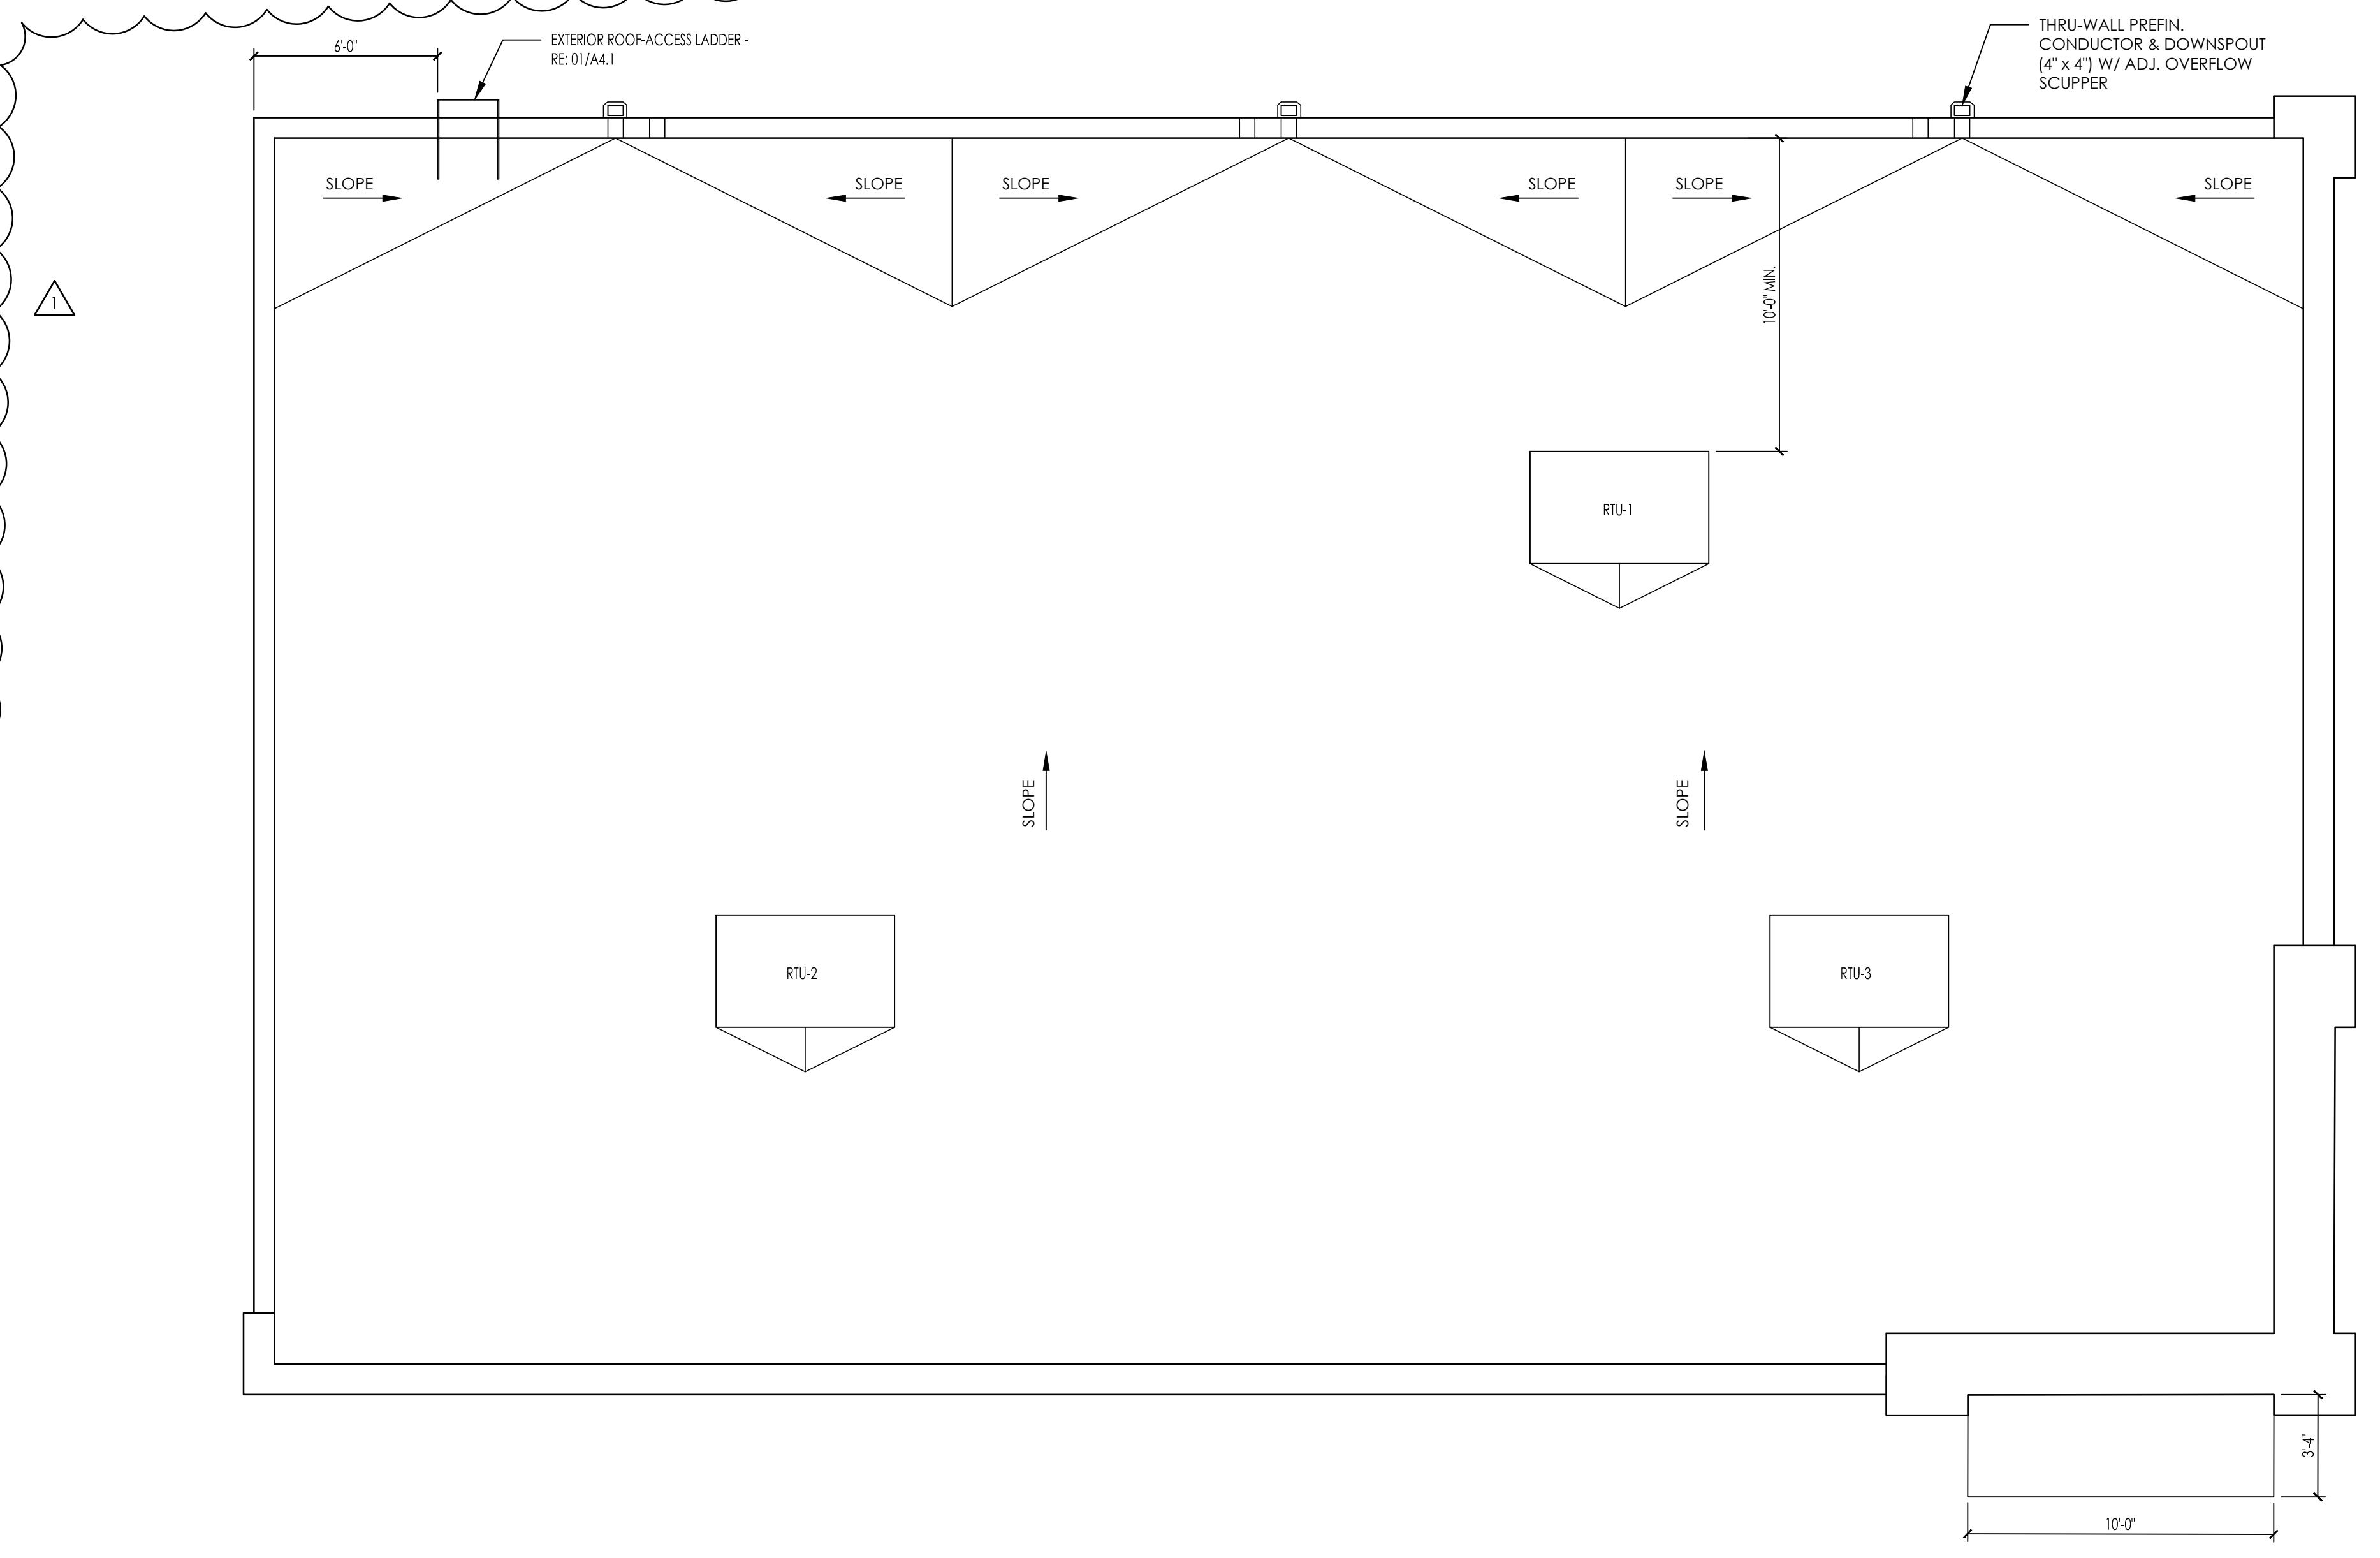 THRU-WALL PREFIN.
CONDUCTOR & DOWNSPOUT
(4" x 4") W/ ADJ. OVERFLOW
SCUPPER
6'-0"
EXTERIOR ROOF-ACCESS LADDER -
RE: 01/A4.1
SLOPE
SLOPE
SLOPE
SLOPE
SLOPE
SLOPE
1
10'-0" MIN.
RTU-1
SLOPE
SLOPE
RTU-2
RTU-3
3'-4"
10'-0"